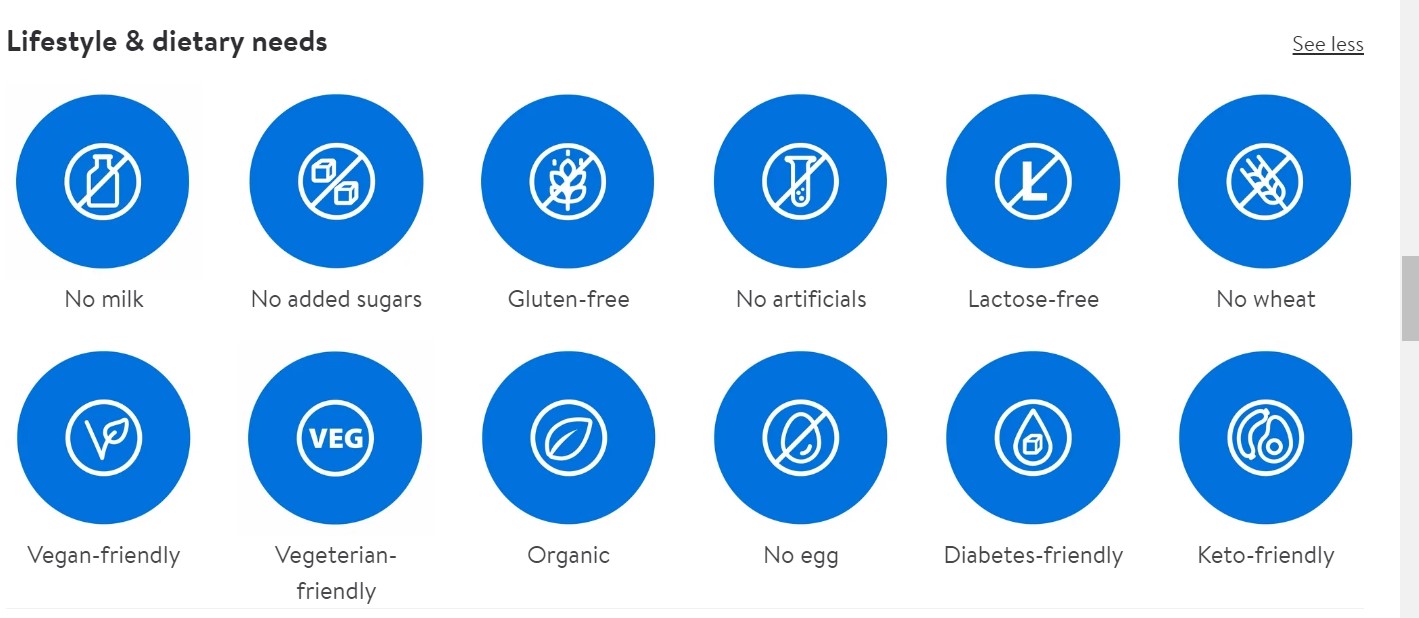 Lifestyle & dietary needs
See less
L
No milk
No added sugars
Gluten-free
No artificials
Lactose-free
No wheat
VEG
Vegan-friendly
Vegeterian-
friendly
Organic
No egg
Diabetes-friendly
Keto-friendly